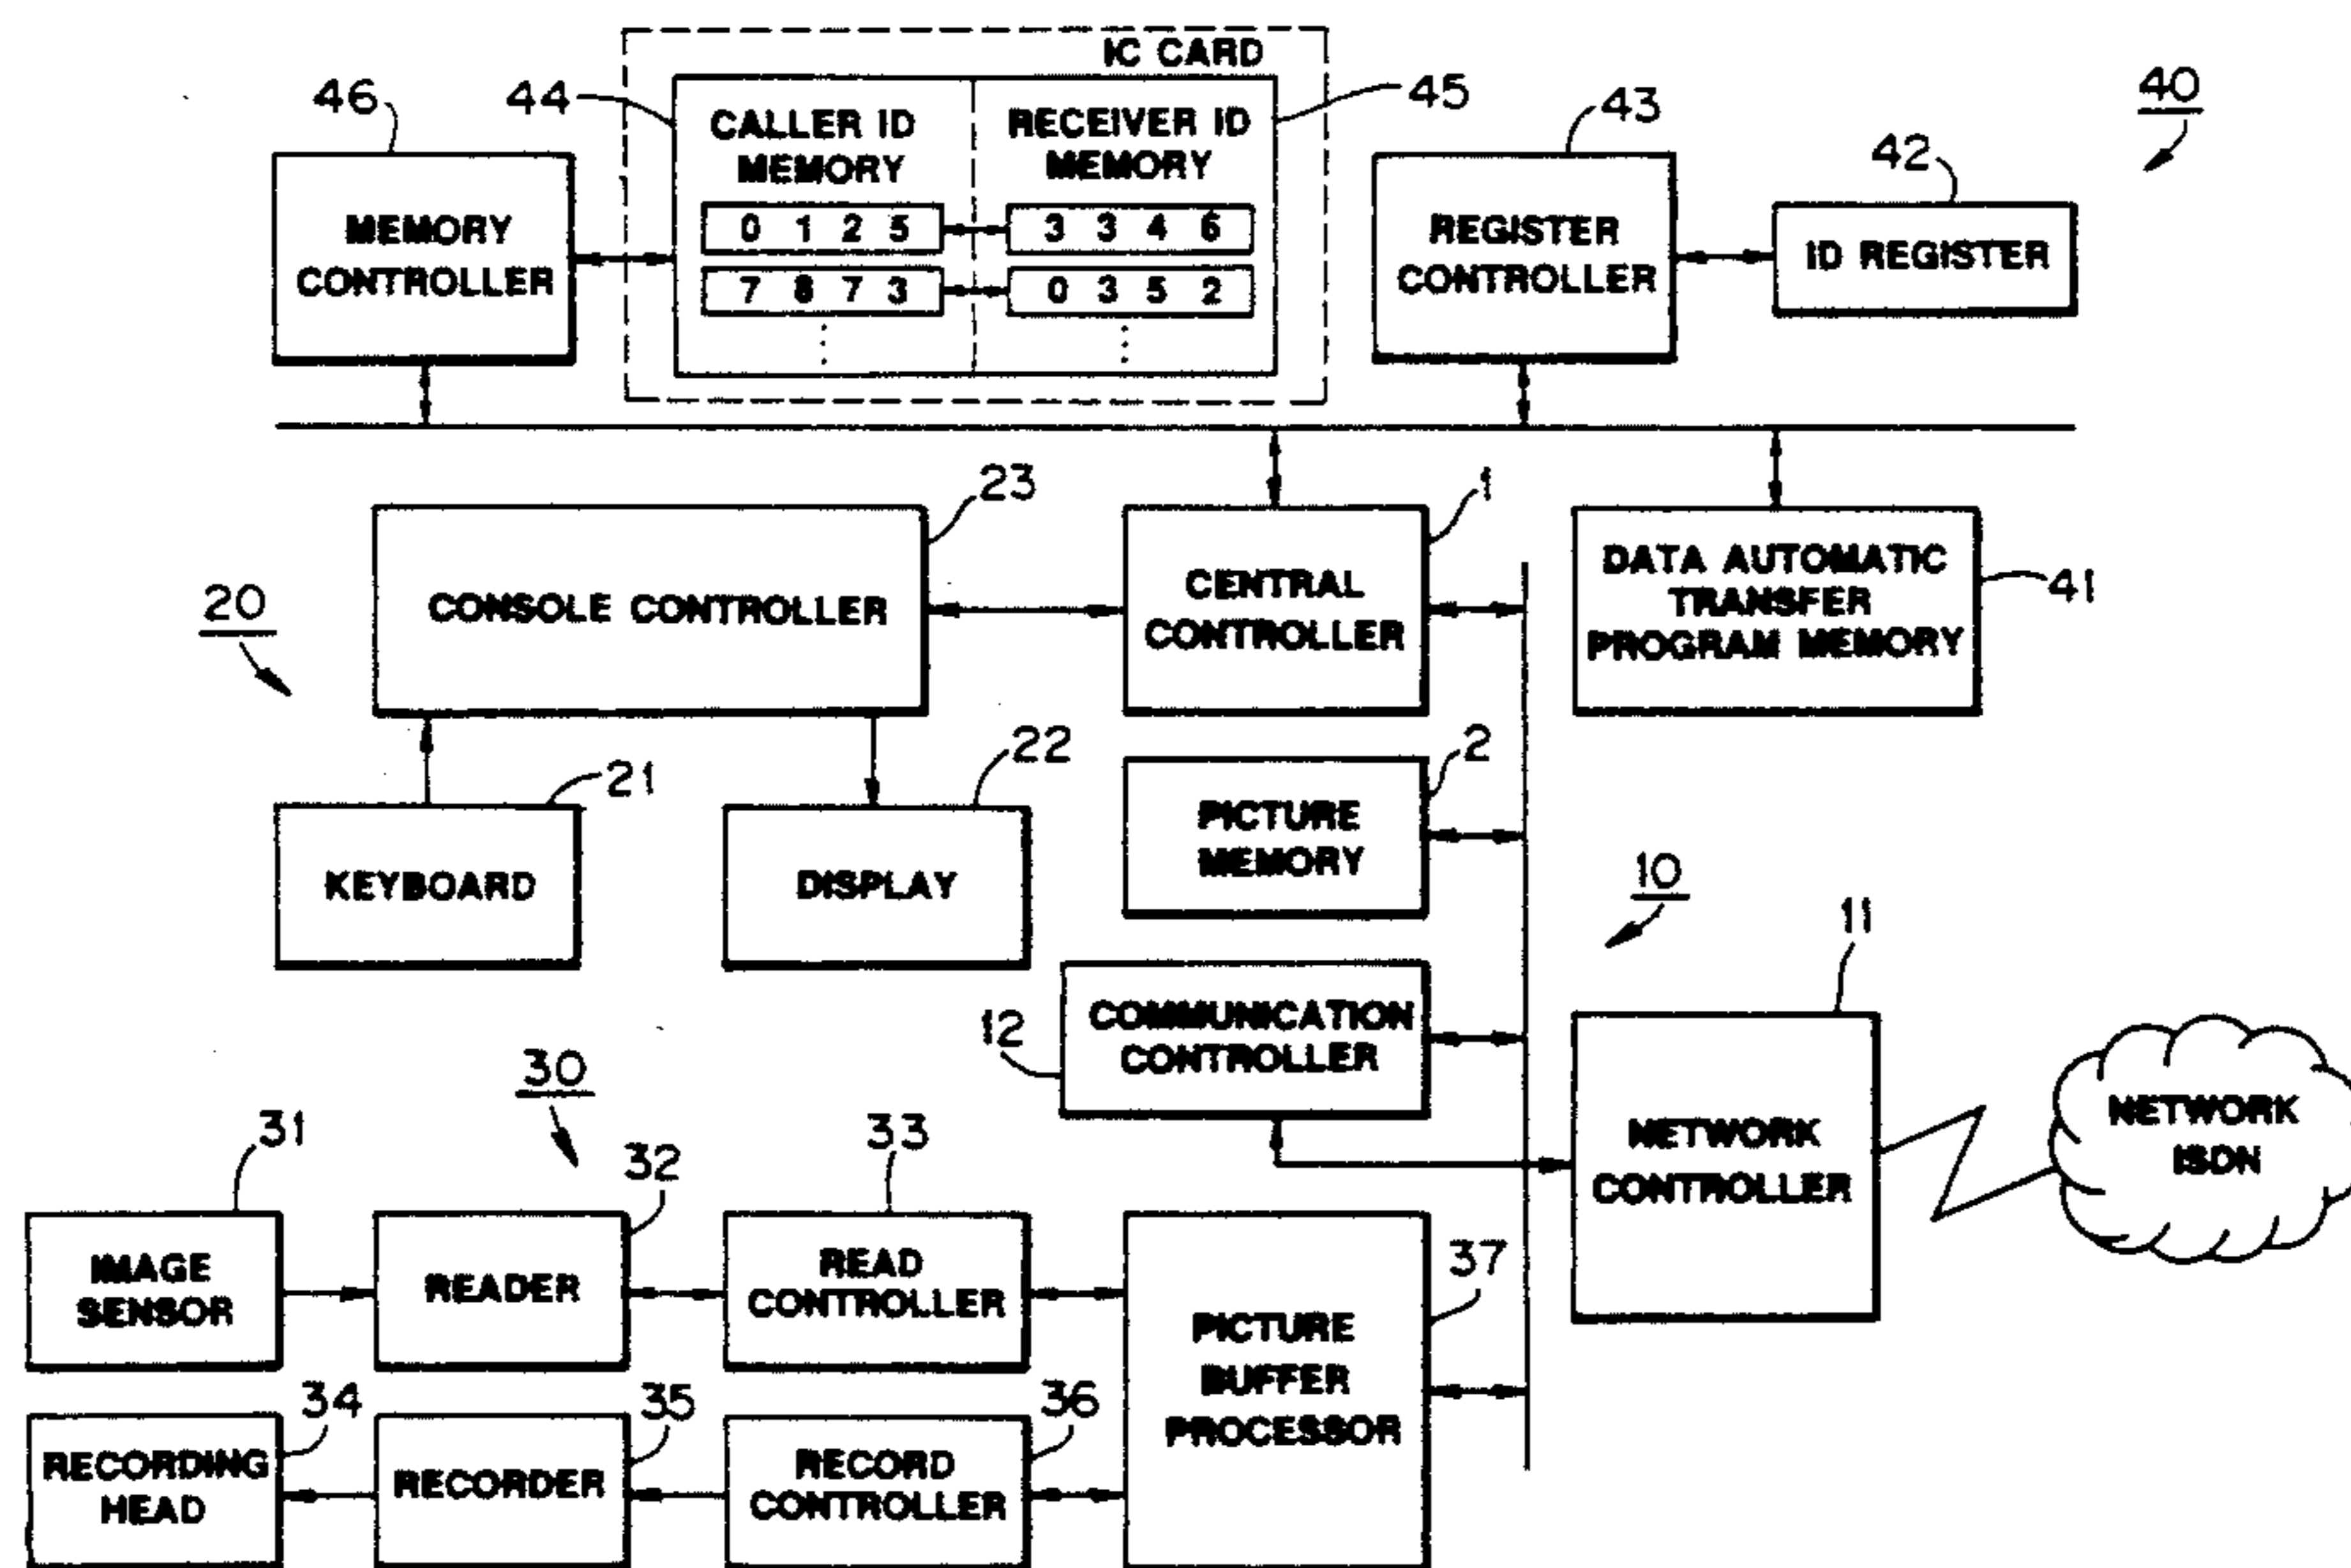 IC CARD
46
44
45
43
40
42
CALLER ID
MEMORY
RECEIVER ID
MEMORY
MEMORY
CONTROLLER
0 1 2 5
3 3 4 6
7 8 7 3
0 3 5 2
REGISTER
CONTROLLER
ID REGISTER
23
1
20
CONSOLE CONTROLLER
CENTRAL
CONTROLLER
DATA AUTOMATIC
TRANSFER
PROGRAM MEMORY
41
21
22
2
KEYBOARD
DISPLAY
PICTURE
MEMORY
10
11
12
COMMUNICATION
CONTROLLER
30
NETWORK
CONTROLLER
NETWORK
ISDN
31
32
33
37
IMAGE
SENSOR
READER
READ
CONTROLLER
PICTURE
BUFFER
PROCESSOR
34
35
36
RECORDING
HEAD
RECORDER
RECORD
CONTROLLER